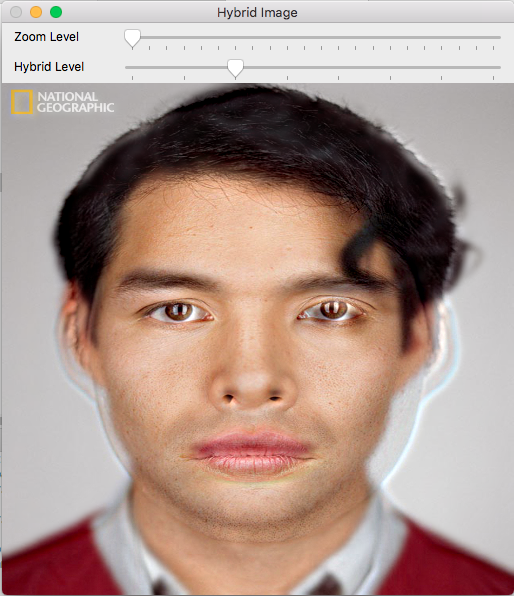 Hybrid Image
Zoom Level
Hybrid Level
NATIONAL
GEOGRAPHIC